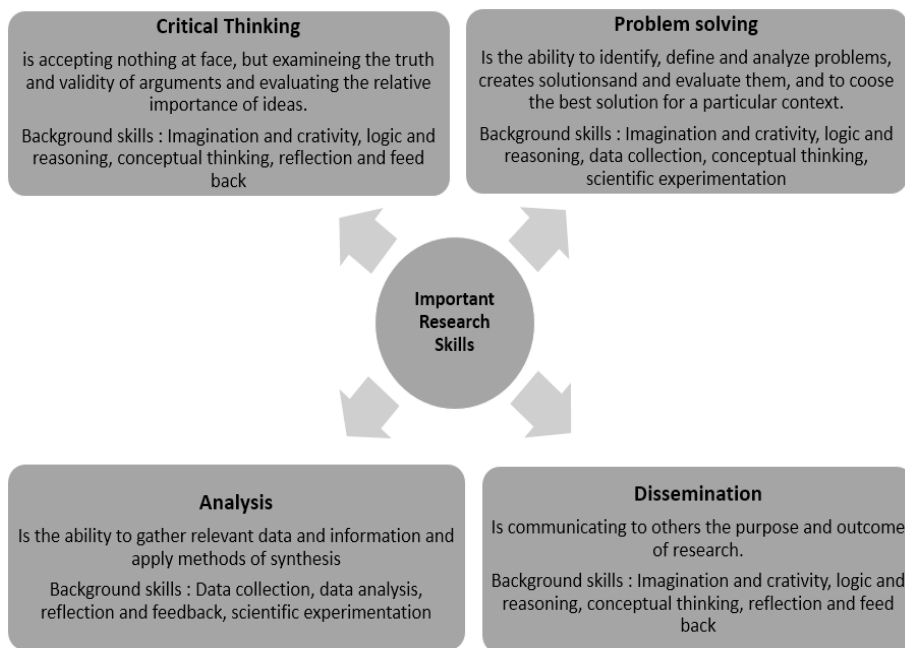 Critical Thinking
is accepting nothing at face, but examineing the truth
and validity of arguments and evaluating the relative
importance of ideas.
Background skills : Imagination and crativity, logic and
reasoning, conceptual thinking, reflection and feed
back
Problem solving
Is the ability to identify, define and analyze problems,
creates solutionsand and evaluate them, and to coose
the best solution for a particular context.
Background skills : Imagination and crativity, logic and
reasoning, data collection, conceptual thinking,
scientific experimentation
Important
Research
Skills
Analysis
Is the ability to gather relevant data and information and
apply methods of synthesis
Background skills : Data collection, data analysis,
reflection and feedback, scientific experimentation
Dissemination
Is communicating to others the purpose and outcome
of research.
Background skills : Imagination and crativity, logic and
reasoning, conceptual thinking, reflection and feed
back